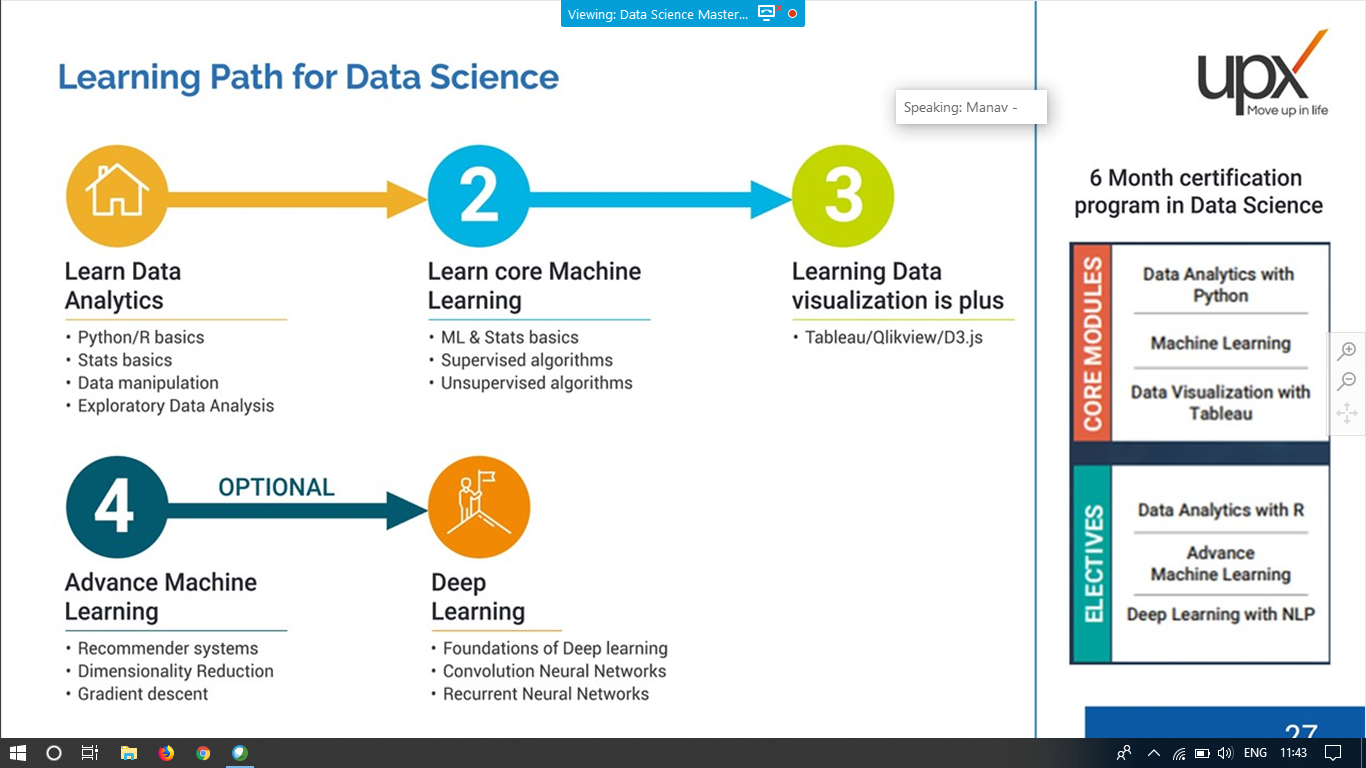 Viewing: Data Science Master...
Learning Path for Data Science
upx
Move up in life
Speaking: Manav -
2
3
Learn Data
Analytics
• Python/R basics
• Stats basics
• Data manipulation
• Exploratory Data Analysis
Learn core Machine
Learning
• ML & Stats basics
• Supervised algorithms
• Unsupervised algorithms
Learning Data
visualization is plus
• Tableau/Qlikview/D3.js
4
OPTIONAL
Advance Machine
Learning
• Recommender systems
• Dimensionality Reduction
• Gradient descent
Deep
Learning
• Foundations of Deep learning
• Convolution Neural Networks
• Recurrent Neural Networks
6 Month certification
program in Data Science
CORE MODULES
Data Analytics with
Python
Machine Learning
Data Visualization with
Tableau
ELECTIVES
Data Analytics with R
Advance
Machine Learning
Deep Learning with NLP
27
ENG
11:43